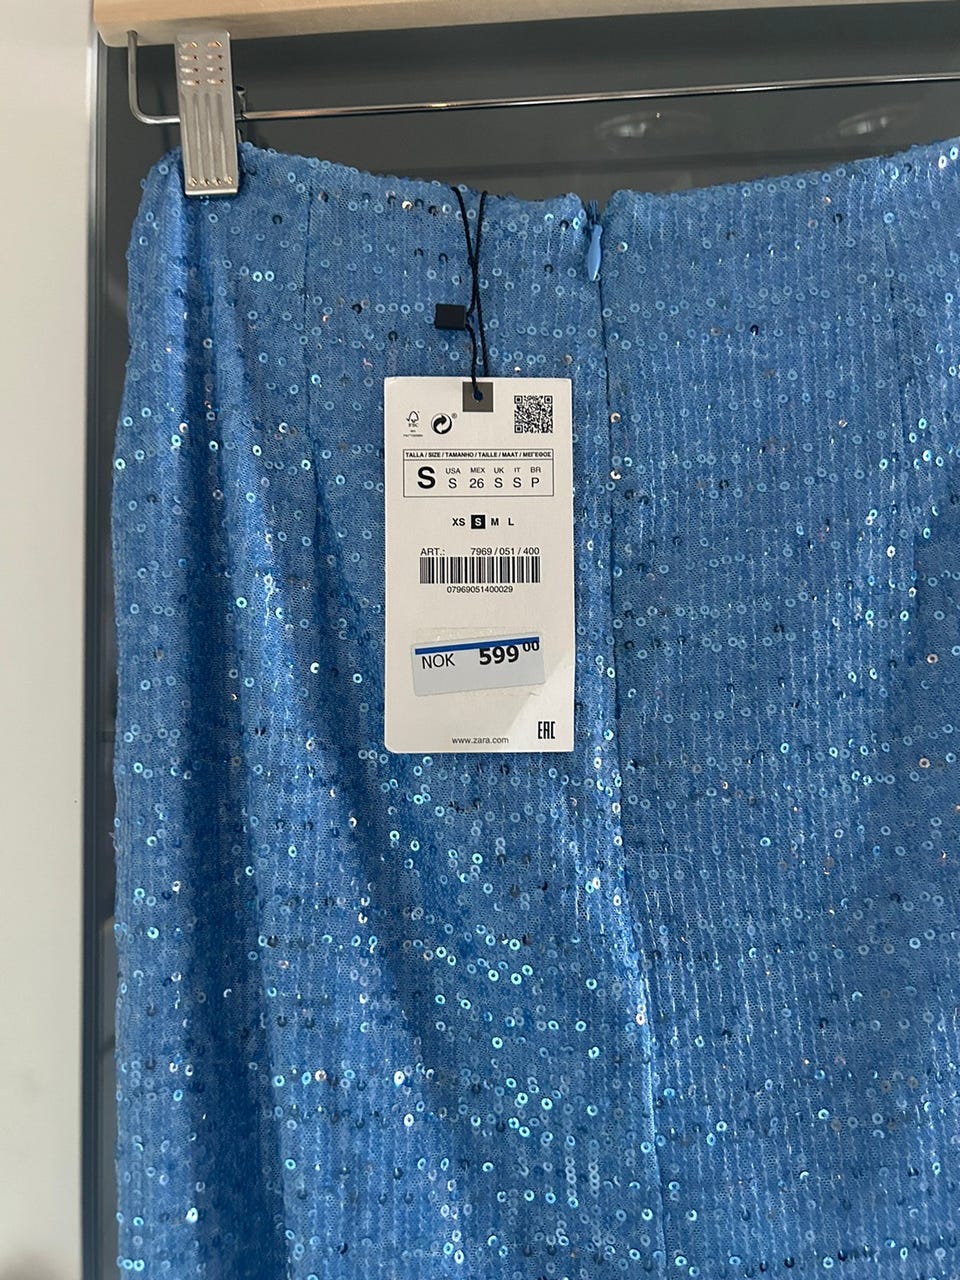 FSC
TALLA / SIZE / TAMANHO / TAILLE / MAAT / ΜΕΓΕΘΟΣ
S USA S MEX 26 UK S IT S BR P
XS S M L
ART.: 7969 / 051 / 400
07969051400029
NOK 599 00
www.zara.com EAC